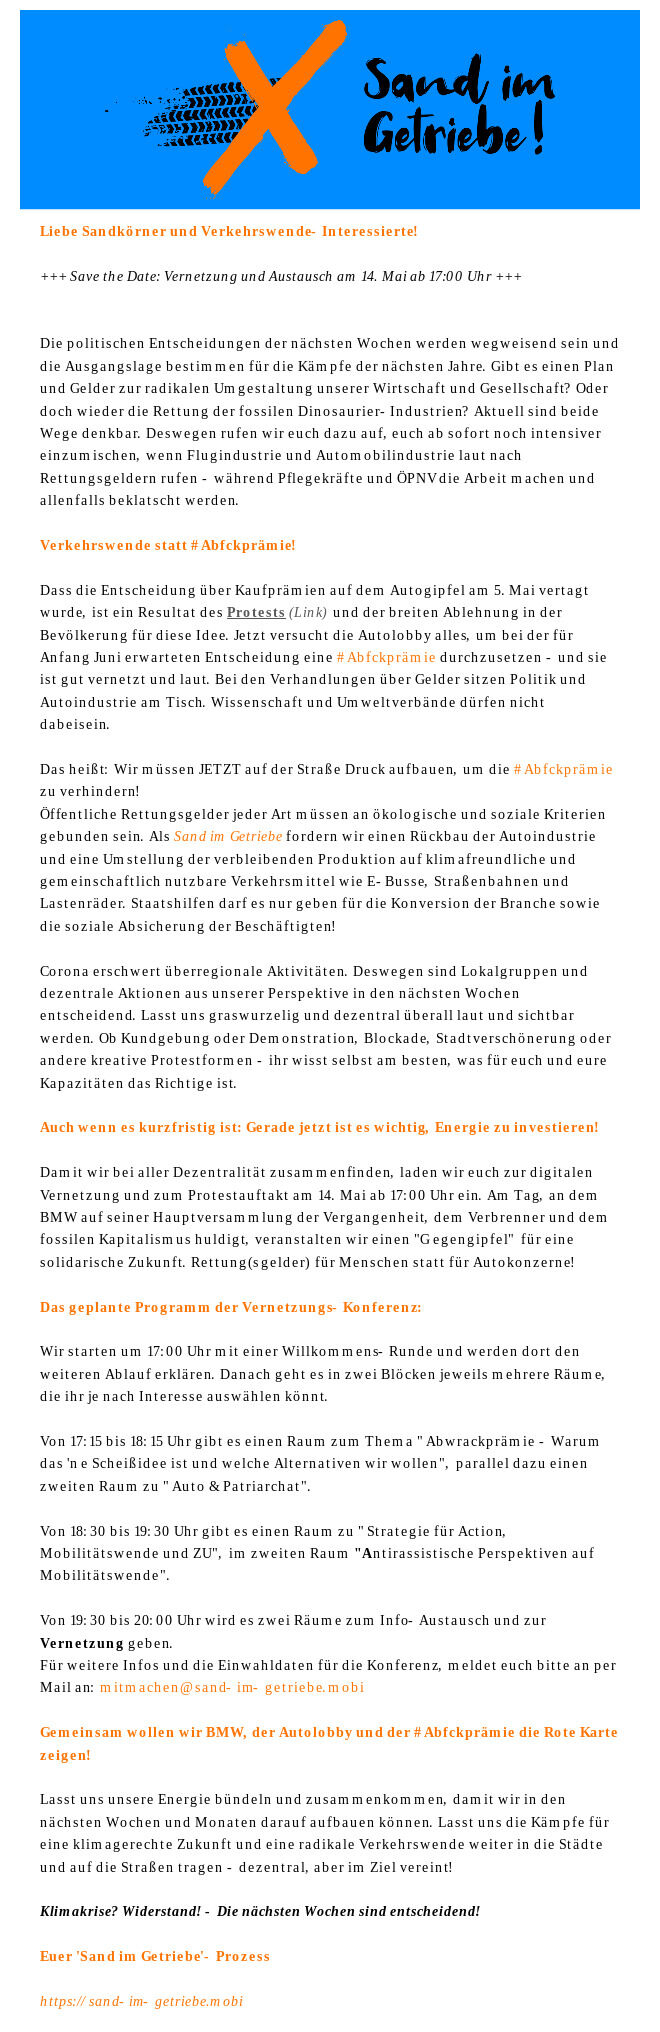 Sand im
Getriebe!
Liebe Sandkörner und Verkehrswende- Interessierte!
+++ Save the Date: Vernetzung und Austausch am 14. Mai ab 17:00 Uhr +++
Die politischen Entscheidungen der nächsten Wochen werden wegweisend sein und
die Ausgangslage bestimmen für die Kämpfe der nächsten Jahre. Gibt es einen Plan
und Gelder zur radikalen Umgestaltung unserer Wirtschaft und Gesellschaft? Oder
doch wieder die Rettung der fossilen Dinosaurier- Industrien? Aktuell sind beide
Wege denkbar. Deswegen rufen wir euch dazu auf, euch ab sofort noch intensiver
einzumischen, wenn Flugindustrie und Automobilindustrie laut nach
Rettungsgeldern rufen - während Pflegekräfte und ÖPNV die Arbeit machen und
allenfalls beklatscht werden.
Verkehrswende statt #Abfckprämie!
Dass die Entscheidung über Kaufprämien auf dem Autogipfel am 5. Mai vertagt
wurde, ist ein Resultat des Protests (Link) und der breiten Ablehnung in der
Bevölkerung für diese Idee. Jetzt versucht die Autolobby alles, um bei der für
Anfang Juni erwarteten Entscheidung eine #Abfckprämie durchzusetzen - und sie
ist gut vernetzt und laut. Bei den Verhandlungen über Gelder sitzen Politik und
Autoindustrie am Tisch. Wissenschaft und Umweltverbände dürfen nicht
dabeisein.
Das heißt: Wir müssen JETZT auf der Straße Druck aufbauen, um die #Abfckprämie
zu verhindern!
Öffentliche Rettungsgelder jeder Art müssen an ökologische und soziale Kriterien
gebunden sein. Als Sand im Getriebe fordern wir einen Rückbau der Autoindustrie
und eine Umstellung der verbleibenden Produktion auf klimafreundliche und
gemeinschaftlich nutzbare Verkehrsmittel wie E- Busse, Straßenbahnen und
Lastenräder. Staatshilfen darf es nur geben für die Konversion der Branche sowie
die soziale Absicherung der Beschäftigten!
Corona erschwert überregionale Aktivitäten. Deswegen sind Lokalgruppen und
dezentrale Aktionen aus unserer Perspektive in den nächsten Wochen
entscheidend. Lasst uns graswurzelig und dezentral überall laut und sichtbar
werden. Ob Kundgebung oder Demonstration, Blockade, Stadtverschönerung oder
andere kreative Protestformen - ihr wisst selbst am besten, was für euch und eure
Kapazitäten das Richtige ist.
Auch wenn es kurzfristig ist: Gerade jetzt ist es wichtig, Energie zu investieren!
Damit wir bei aller Dezentralität zusammenfinden, laden wir euch zur digitalen
Vernetzung und zum Protestauftakt am 14. Mai ab 17:00 Uhr ein. Am Tag, an dem
BMW auf seiner Hauptversammlung der Vergangenheit, dem Verbrenner und dem
fossilen Kapitalismus huldigt, veranstalten wir einen "Gegengipfel" für eine
solidarische Zukunft. Rettung(sgelder) für Menschen statt für Autokonzerne!
Das geplante Programm der Vernetzungs- Konferenz:
Wir starten um 17:00 Uhr mit einer Willkommens- Runde und werden dort den
weiteren Ablauf erklären. Danach geht es in zwei Blöcken jeweils mehrere Räume,
die ihr je nach Interesse auswählen könnt.
Von 17:15 bis 18:15 Uhr gibt es einen Raum zum Thema "Abwrackprämie - Warum
das 'ne Scheißidee ist und welche Alternativen wir wollen", parallel dazu einen
zweiten Raum zu "Auto & Patriarchat".
Von 18:30 bis 19:30 Uhr gibt es einen Raum zu "Strategie für Action,
Mobilitätswende und ZU", im zweiten Raum "Antirassistische Perspektiven auf
Mobilitätswende".
Von 19:30 bis 20:00 Uhr wird es zwei Räume zum Info- Austausch und zur
Vernetzung geben.
Für weitere Infos und die Einwahldaten für die Konferenz, meldet euch bitte an per
Mail an: mitmachen@sand- im- getriebe.mobi
Gemeinsam wollen wir BMW, der Autolobby und der #Abfckprämie die Rote Karte
zeigen!
Lasst uns unsere Energie bündeln und zusammenkommen, damit wir in den
nächsten Wochen und Monaten darauf aufbauen können. Lasst uns die Kämpfe für
eine klimagerechte Zukunft und eine radikale Verkehrswende weiter in die Städte
und auf die Straßen tragen - dezentral, aber im Ziel vereint!
Klimakrise? Widerstand! - Die nächsten Wochen sind entscheidend!
Euer 'Sand im Getriebe'- Prozess
https:// sand- im- getriebe.mobi